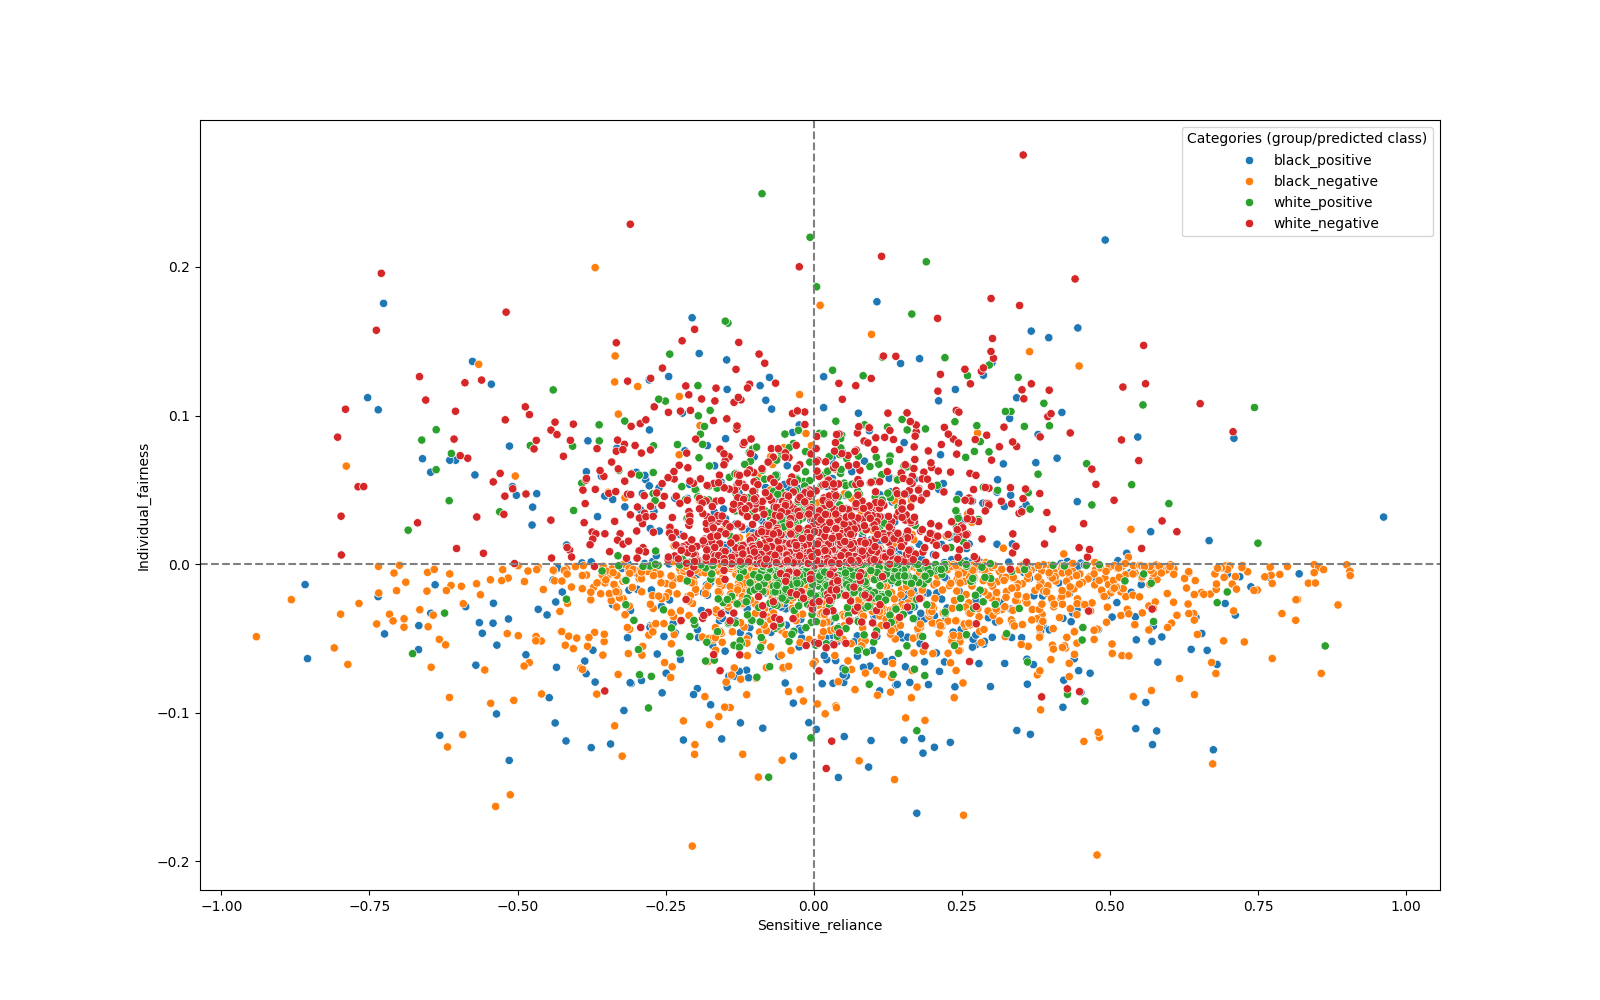 Categories (group/predicted class)
black_positive
black_negative
white_positive
white_negative
Individual_fairness
0.2
0.1
0.0
−0.1
−0.2
−1.00 −0.75 −0.50 −0.25 0.00 0.25 0.50 0.75 1.00
Sensitive_reliance